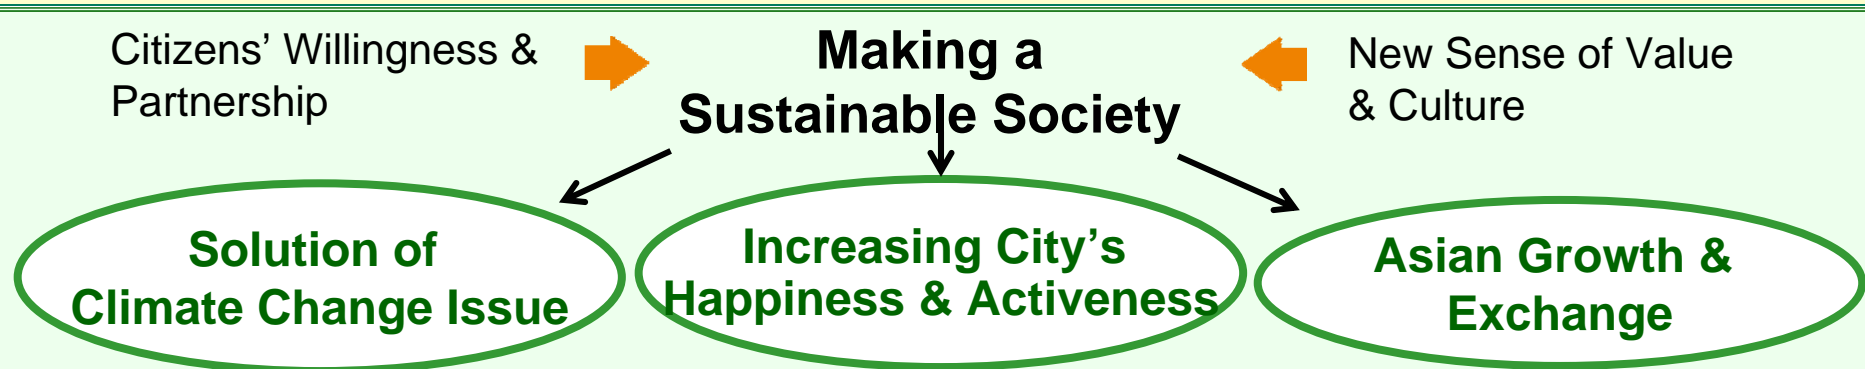 Citizens’ Willingness &
Partnership
Making a
Sustainable Society
New Sense of Value
& Culture
Solution of
Climate Change Issue
Increasing City’s
Happiness & Activeness
Asian Growth &
Exchange